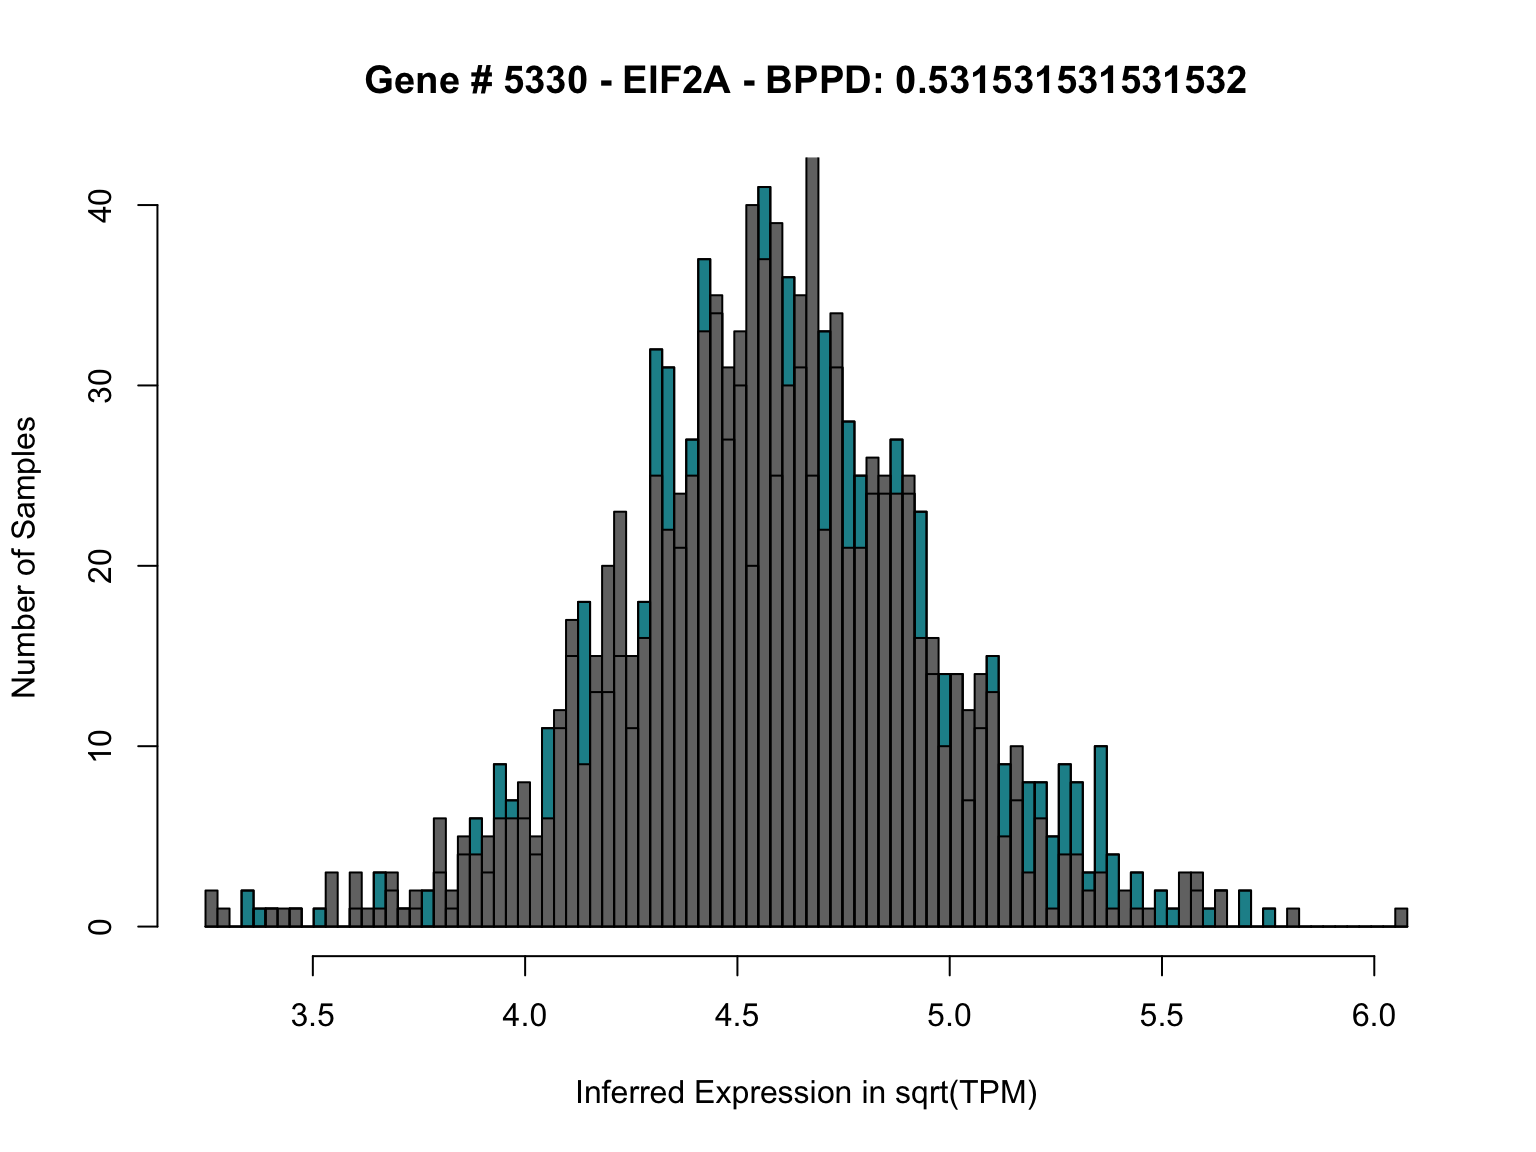 Gene # 5330 - EIF2A - BPPD: 0.531531531531532
Number of Samples
40
30
20
10
0
3.5 4.0 4.5 5.0 5.5 6.0
Inferred Expression in sqrt(TPM)